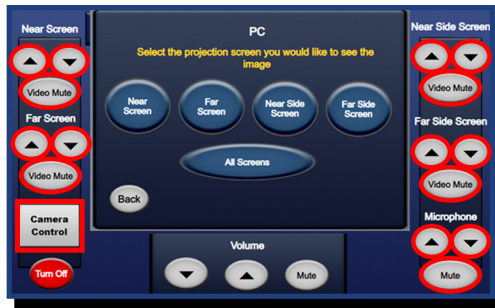 Near Screen
Video Mute
Far Screen
Video Mute
Camera
Control
Turn Off
PC
Select the projection screen you would like to see the
image
Near
Screen
Far
Screen
Near Side
Screen
Far Side
Screen
All Screens
Back
Volume
Mute
Near Side Screen
Video Mute
Far Side Screen
Video Mute
Microphone
Mute